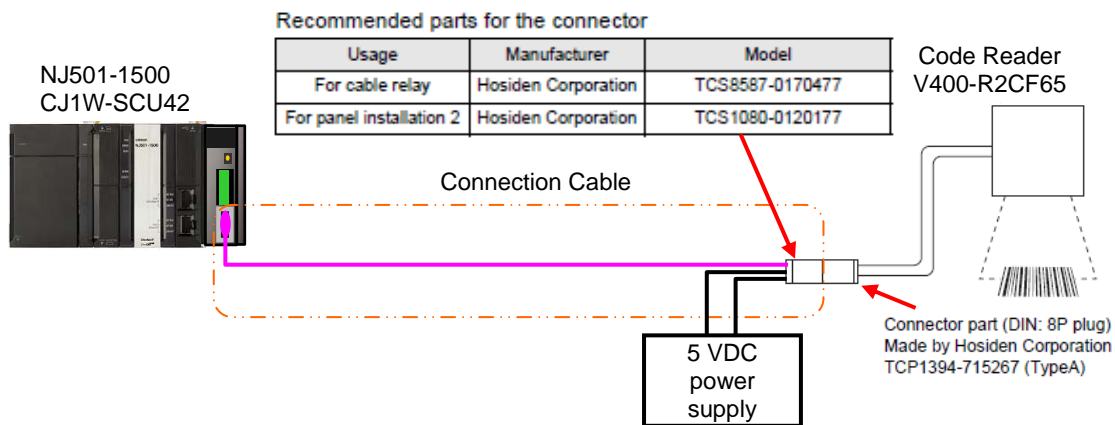 Recommended parts for the connector
Usage Manufacturer Model
For cable relay Hosiden Corporation TCS8587-0170477
For panel installation 2 Hosiden Corporation TCS1080-0120177
NJ501-1500
CJ1W-SCU42
Code Reader
V400-R2CF65
NJ501-1500
Connection Cable
Connector part (DIN: 8P plug)
Made by Hosiden Corporation
TCP1394-715267 (TypeA)
5 VDC
power
supply